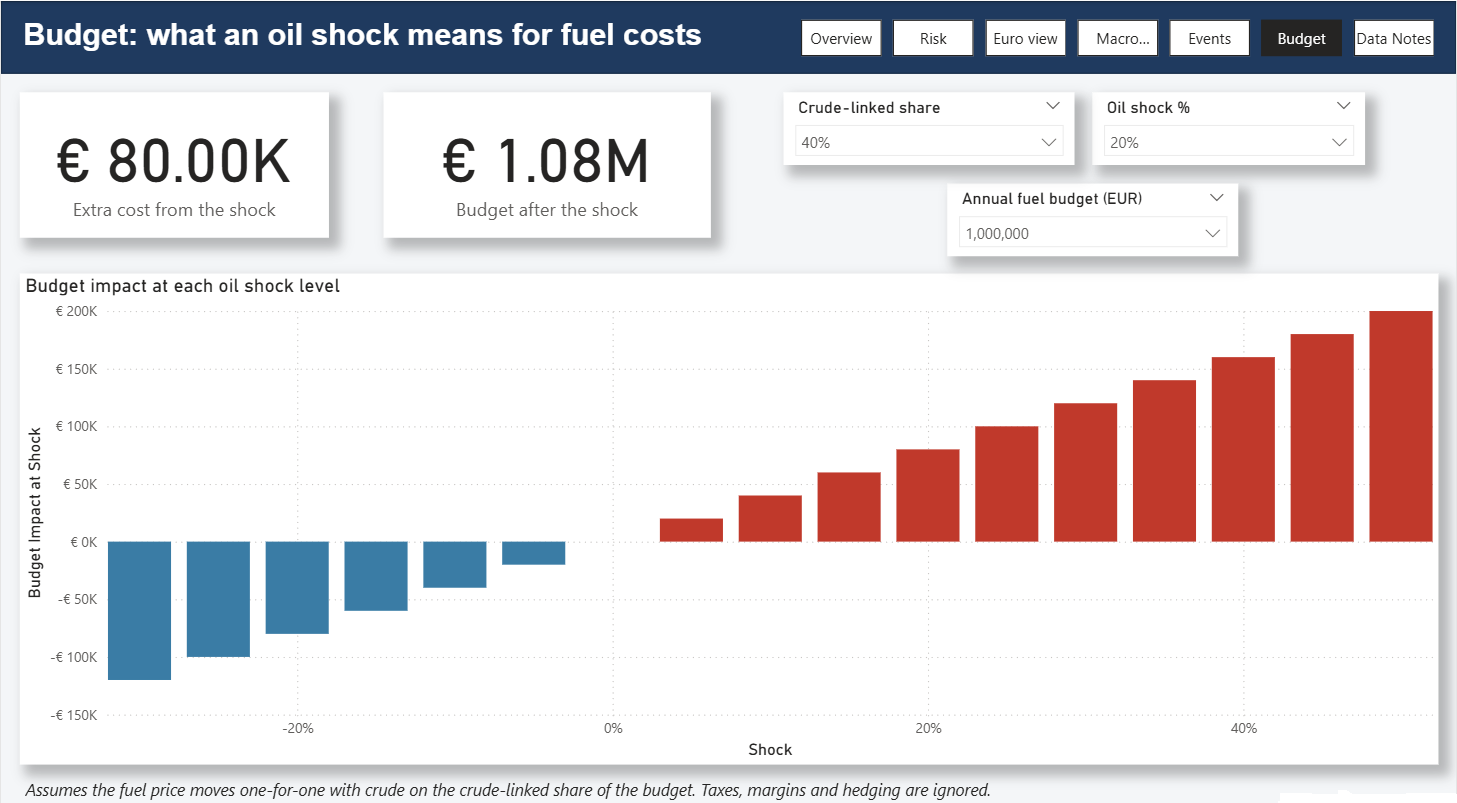 Budget: what an oil shock means for fuel costs
Overview
Risk
Euro view
Macro...
Events
Budget
Data Notes
€ 80.00K
Extra cost from the shock
€ 1.08M
Budget after the shock
Crude-linked share
40%
Oil shock %
20%
Annual fuel budget (EUR)
1,000,000
Budget impact at each oil shock level
Budget Impact at Shock
€ 200K
€ 150K
€ 100K
€ 50K
€ 0K
-€ 50K
-€ 100K
-€ 150K
-20%
0%
20%
40%
Shock
Assumes the fuel price moves one-for-one with crude on the crude-linked share of the budget. Taxes, margins and hedging are ignored.